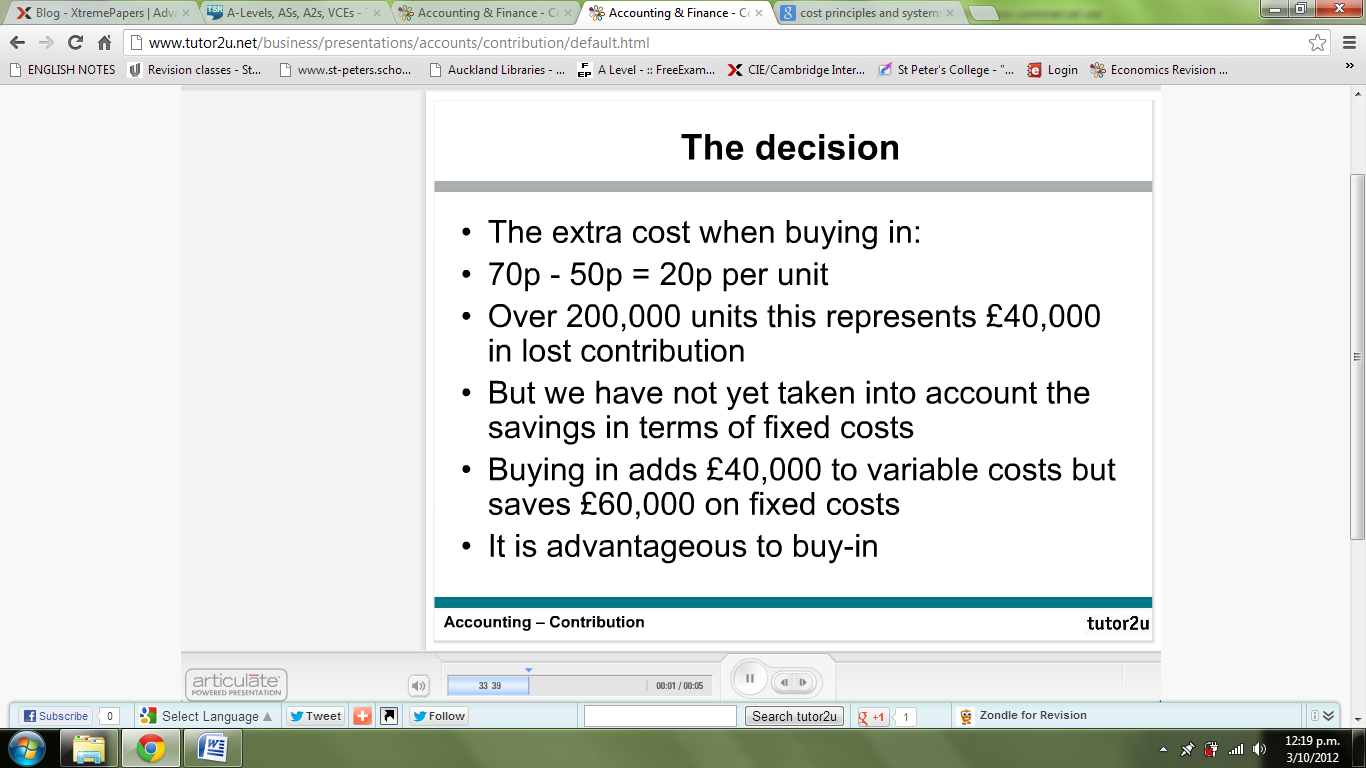 Blog - XtremePapers | Adva
A-Levels, ASs, A2s, VCEs - T
Accounting & Finance - Co
Accounting & Finance - Co
cost principles and systems
www.tutor2u.net/business/presentations/accounts/contribution/default.html
ENGLISH NOTES
Revision classes - St...
www.st-peters.scho...
Auckland Libraries - ...
FEP A Level - :: FreeExam...
CIE/Cambridge Inter...
St Peter's College - "...
Login
Economics Revision ...
The decision
• The extra cost when buying in:
• 70p - 50p = 20p per unit
• Over 200,000 units this represents £40,000
in lost contribution
• But we have not yet taken into account the
savings in terms of fixed costs
• Buying in adds £40,000 to variable costs but
saves £60,000 on fixed costs
• It is advantageous to buy-in
Accounting – Contribution
tutor2u
articulate
POWERED PRESENTATION
33 39
00:01 / 00:05
Subscribe 0
Select Language
Tweet
Follow
Search tutor2u
+1 1
Zondle for Revision
12:19 p.m.
3/10/2012